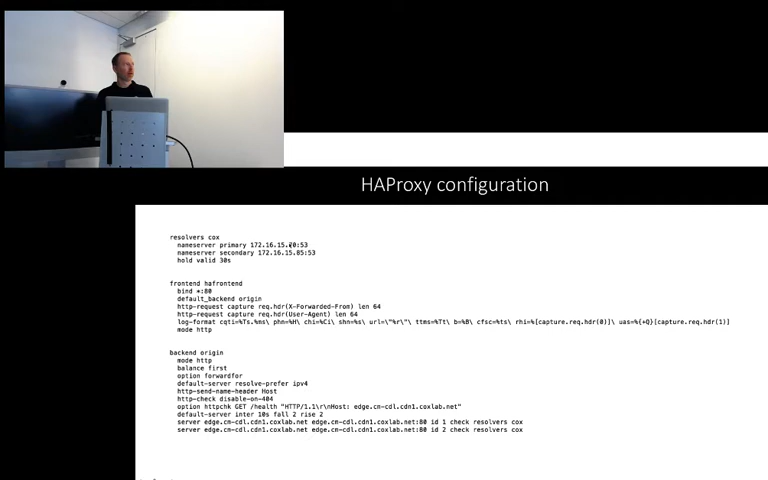 HAProxy configuration
resolvers cox
nameserver primary 172.16.15.20:53
nameserver secondary 172.16.15.85:53
hold valid 30s
frontend hafrontend
bind *:80
default_backend origin
http-request capture req.hdr(X-Forwarded-From) len 64
http-request capture req.hdr(User-Agent) len 64
log-format cqti=%Ts.%ms\ phn=%H\ chi=%Ci\ shn=%s\ url=\"%r\"\ ttms=%Tt\ b=%B\ cfsc=%ts\ rhi=%[capture.req.hdr(0)]\ uas=%{+Q}[capture.req.hdr(1)]
mode http
backend origin
mode http
balance first
option forwardfor
default-server resolve-prefer ipv4
http-send-name-header Host
http-check disable-on-404
option httpchk GET /health "HTTP/1.1\r\nHost: edge.cm-cdl.cdn1.coxlab.net"
default-server inter 10s fall 2 rise 2
server edge.cm-cdl.cdn1.coxlab.net edge.cm-cdl.cdn1.coxlab.net:80 id 1 check resolvers cox
server edge.cm-cdl.cdn1.coxlab.net edge.cm-cdl.cdn1.coxlab.net:80 id 2 check resolvers cox